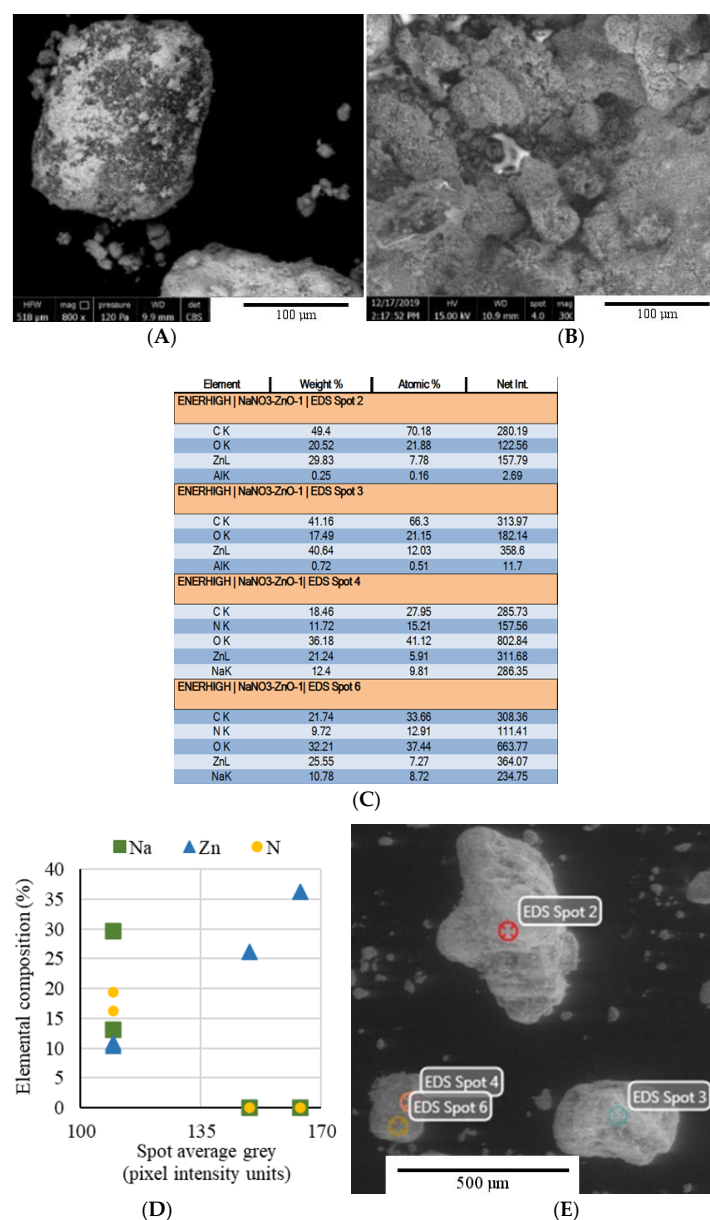 HFW mag □ pressure WD det
518 μm 800 x 120 Pa 9.9 mm CBS
100 μm
(A)
12/17/2019 HV WD spot mag
2:17:52 PM 15.00 kV 10.9 mm 4.0 300
100 μm
(B)
Element Weight % Atomic % Net Int.
ENERHIGH | NaNO3-ZnO-1 | EDS Spot 2
C K 49.4 70.18 280.19
O K 20.52 21.88 122.56
ZnL 29.83 7.78 157.79
AlK 0.25 0.16 2.69
ENERHIGH | NaNO3-ZnO-1 | EDS Spot 3
C K 41.16 66.3 313.97
O K 17.49 21.15 182.14
ZnL 40.64 12.03 358.6
AlK 0.72 0.51 11.7
ENERHIGH | NaNO3-ZnO-1| EDS Spot 4
C K 18.46 27.95 285.73
N K 11.72 15.21 157.56
O K 36.18 41.12 802.84
ZnL 21.24 5.91 311.68
NaK 12.4 9.81 286.35
ENERHIGH | NaNO3-ZnO-1| EDS Spot 6
C K 21.74 33.66 308.36
N K 9.72 12.91 111.41
O K 32.21 37.44 663.77
ZnL 25.55 7.27 364.07
NaK 10.78 8.72 234.75
(C)
Na Zn N
Elemental composition (%)
40
35
30
25
20
15
10
5
0
100 135 170
Spot average grey
(pixel intensity units)
(D)
EDS Spot 2
EDS Spot 4
EDS Spot 6
EDS Spot 3
500 μm
(E)